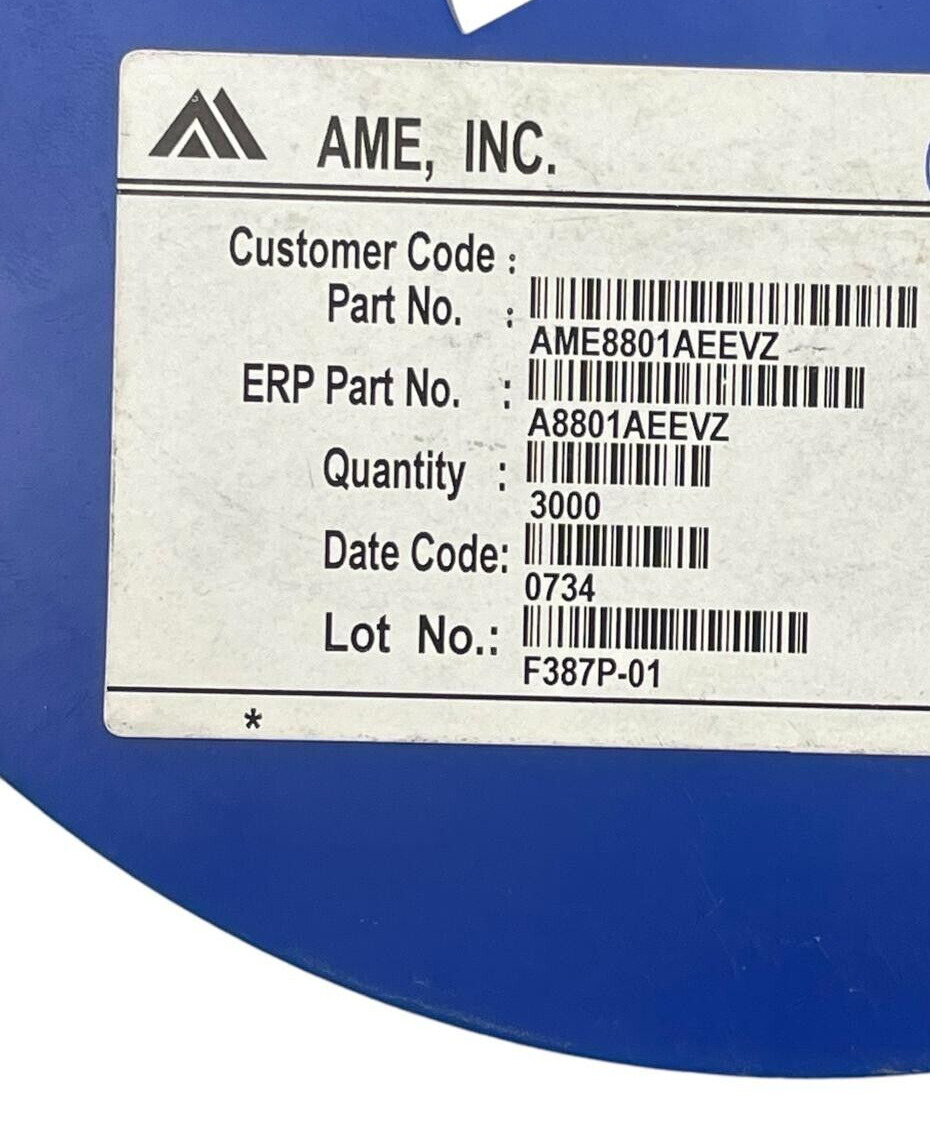 AME, INC.
Customer Code :
Part No. :
AME8801AEEVZ
ERP Part No. :
A8801AEEVZ
Quantity :
3000
Date Code:
0734
Lot No.:
F387P-01
*